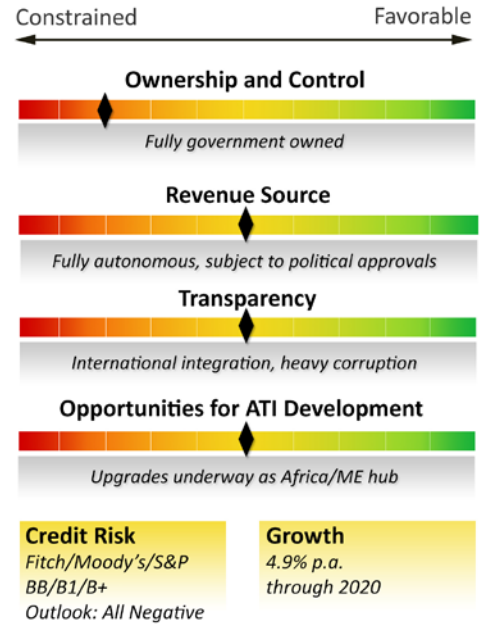 Constrained Favorable
Ownership and Control
Fully government owned
Revenue Source
Fully autonomous, subject to political approvals
Transparency
International integration, heavy corruption
Opportunities for ATI Development
Upgrades underway as Africa/ME hub
Credit Risk
Fitch/Moody's/S&P
BB/B1/B+
Outlook: All Negative
Growth
4.9% p.a.
through 2020